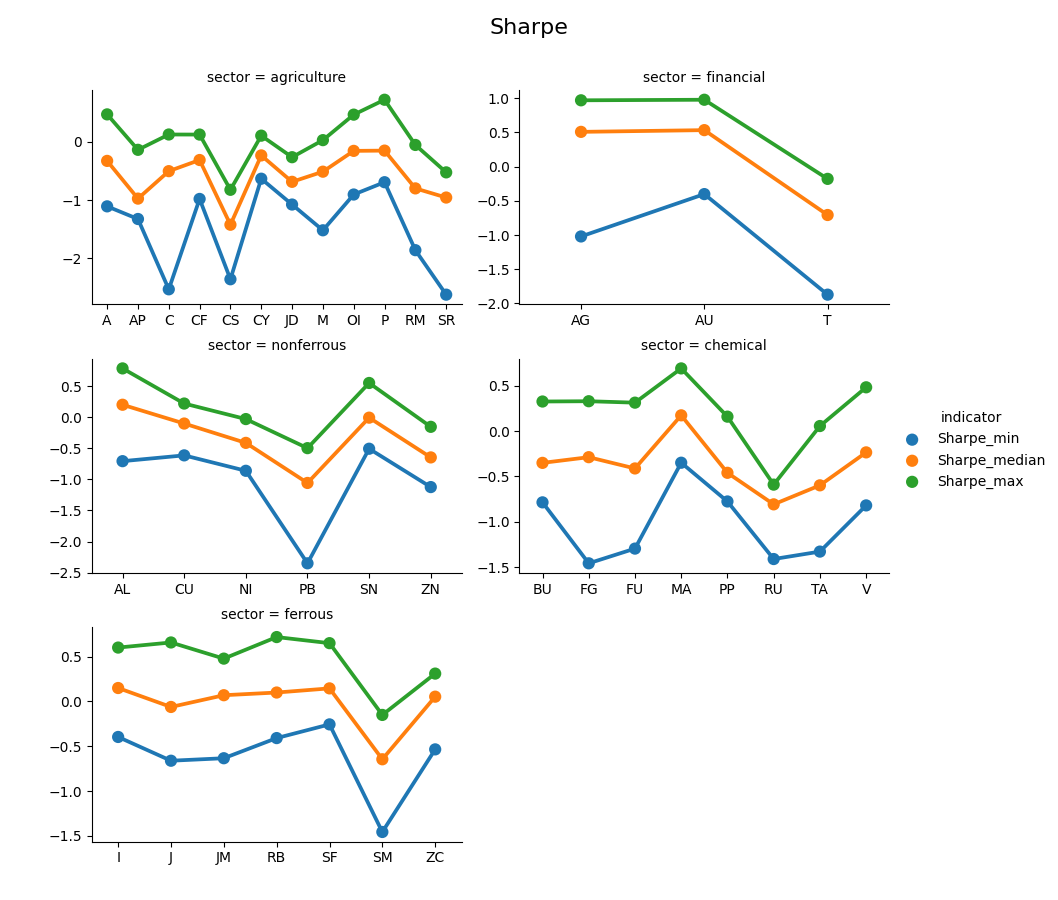 Sharpe
sector = agriculture
0
−1
−2
A AP C CF CS CY JD M OI P RM SR
sector = financial
1.0
0.5
0.0
−0.5
−1.0
−1.5
−2.0
AG AU T
sector = nonferrous
0.5
0.0
−0.5
−1.0
−1.5
−2.0
−2.5
AL CU NI PB SN ZN
sector = chemical
0.5
0.0
−0.5
−1.0
−1.5
BU FG FU MA PP RU TA V
indicator
Sharpe_min
Sharpe_median
Sharpe_max
sector = ferrous
0.5
0.0
−0.5
−1.0
−1.5
I J JM RB SF SM ZC